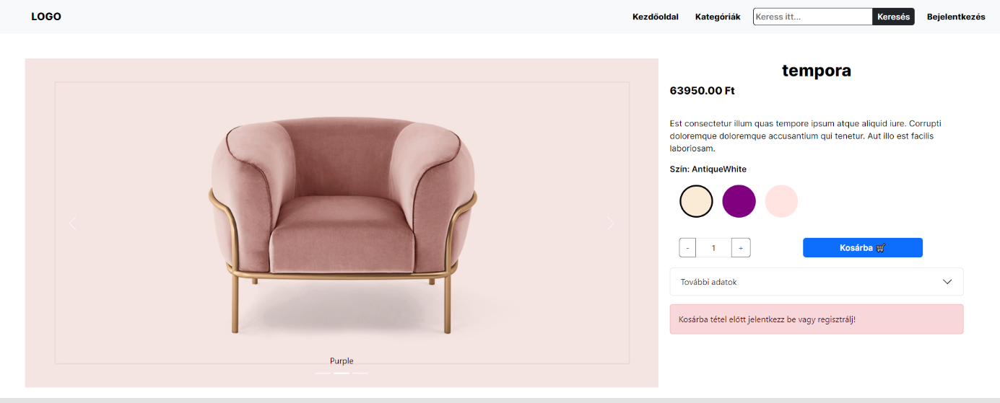 LOGO
Kezdőoldal
Kategóriák
Keress itt...
Keresés
Bejelentkezés
tempora
63950.00 Ft
Est consectetur illum quas tempore ipsum atque aliquid iure. Corrupti
doloremque doloremque accusantium qui tenetur. Aut illo est facilis
laboriosam.
Szín: AntiqueWhite
- 1 +
Kosárba 🛒
További adatok
Kosárba tétel előtt jelentkezz be vagy regisztrálj!
Purple